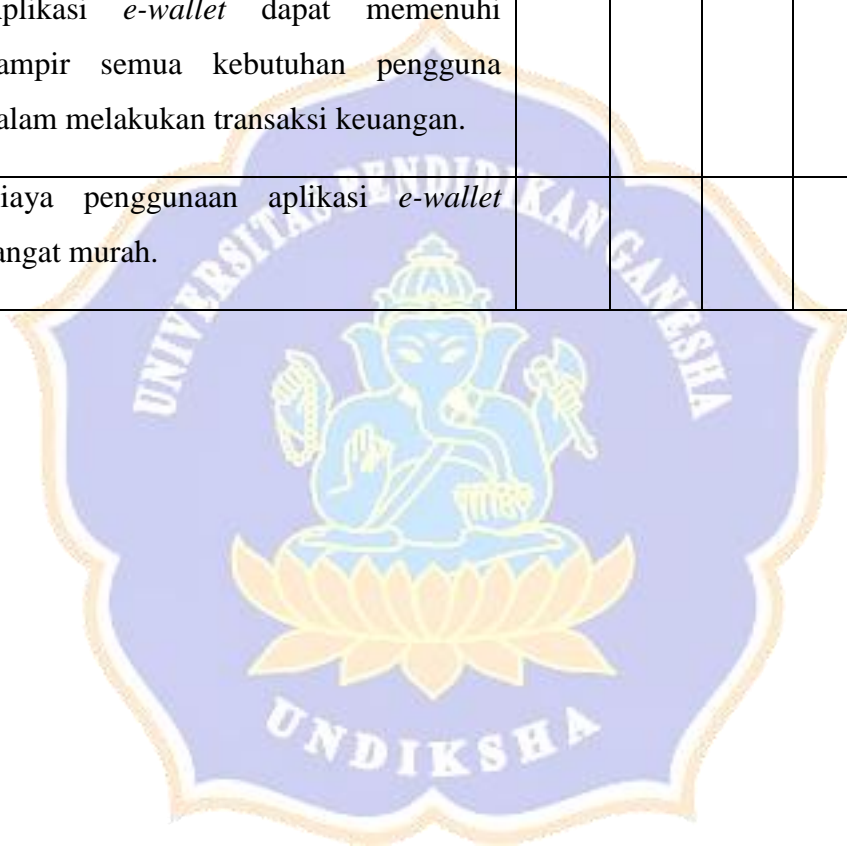 plikasi e-wallet dapat memenuhi
ampir semua kebutuhan pengguna
alam melakukan transaksi keuangan.
iaya penggunaan aplikasi e-wallet
angat murah.
UNIVERSITAS PENDIDIKAN GANESHA
UNDIKSHA